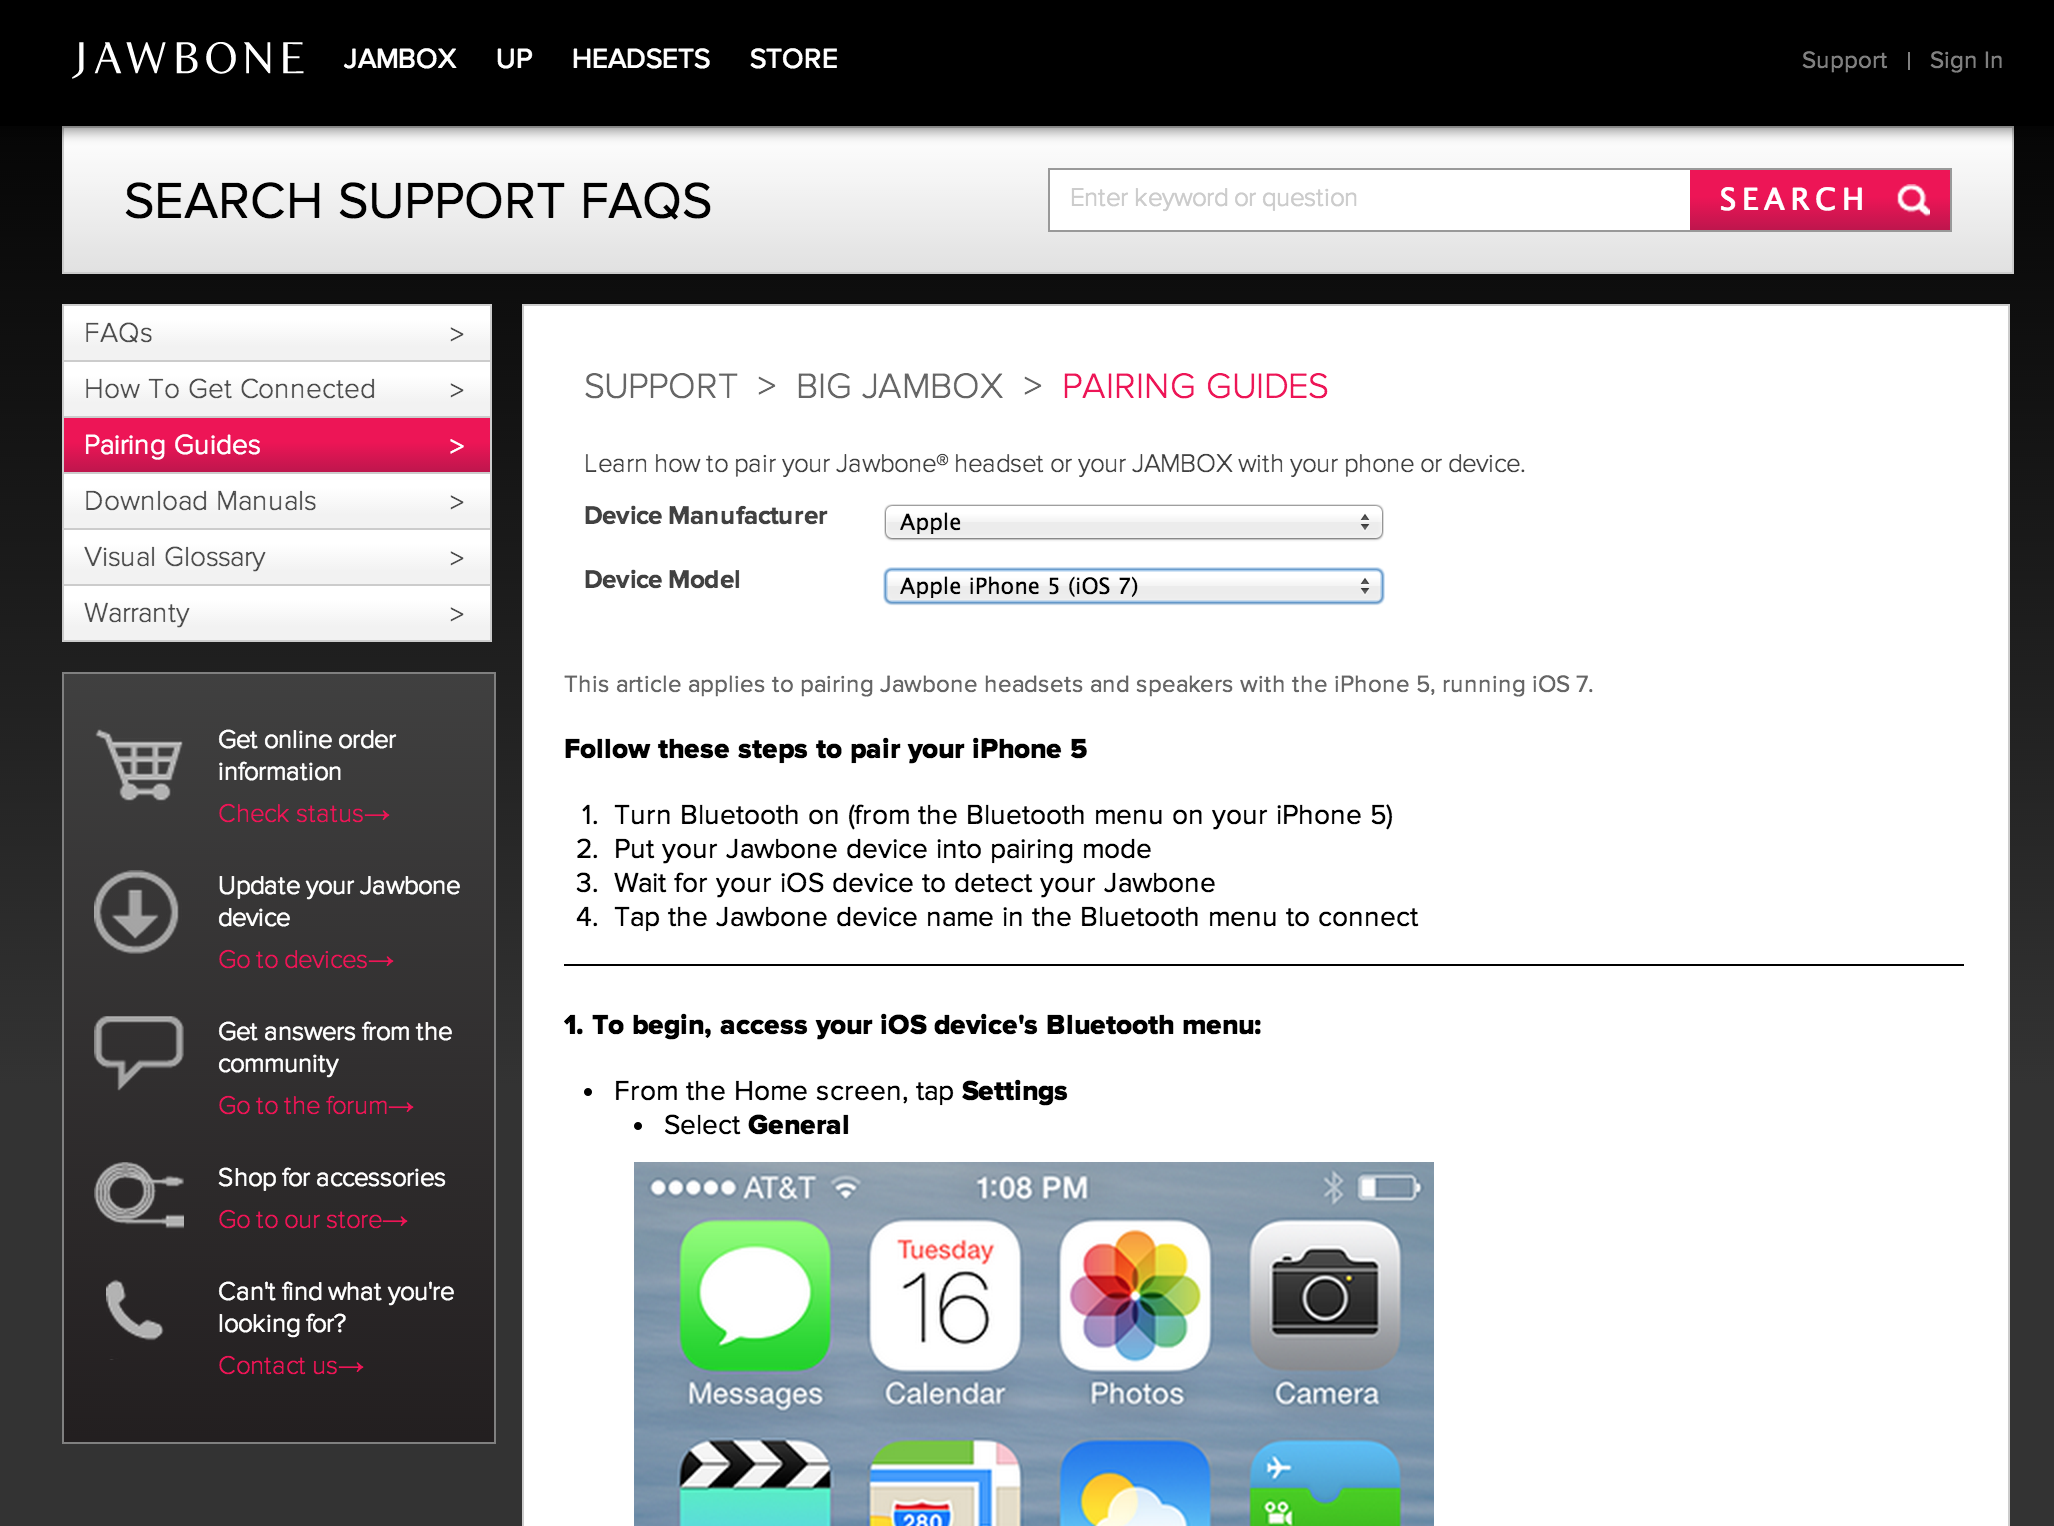 JAWBONE JAMBOX UP HEADSETS STORE
Support | Sign In
SEARCH SUPPORT FAQS
Enter keyword or question
SEARCH
FAQs >
How To Get Connected >
Pairing Guides >
Download Manuals >
Visual Glossary >
Warranty >
Get online order
information
Check status→
Update your Jawbone
device
Go to devices→
Get answers from the
community
Go to the forum→
Shop for accessories
Go to our store→
Can't find what you're
looking for?
Contact us→
SUPPORT > BIG JAMBOX > PAIRING GUIDES
Learn how to pair your Jawbone® headset or your JAMBOX with your phone or device.
Device Manufacturer Apple
Device Model Apple iPhone 5 (iOS 7)
This article applies to pairing Jawbone headsets and speakers with the iPhone 5, running iOS 7.
Follow these steps to pair your iPhone 5
1. Turn Bluetooth on (from the Bluetooth menu on your iPhone 5)
2. Put your Jawbone device into pairing mode
3. Wait for your iOS device to detect your Jawbone
4. Tap the Jawbone device name in the Bluetooth menu to connect
1. To begin, access your iOS device's Bluetooth menu:
• From the Home screen, tap Settings
• Select General
AT&T 1:08 PM
Tuesday
16
Messages Calendar Photos Camera
280